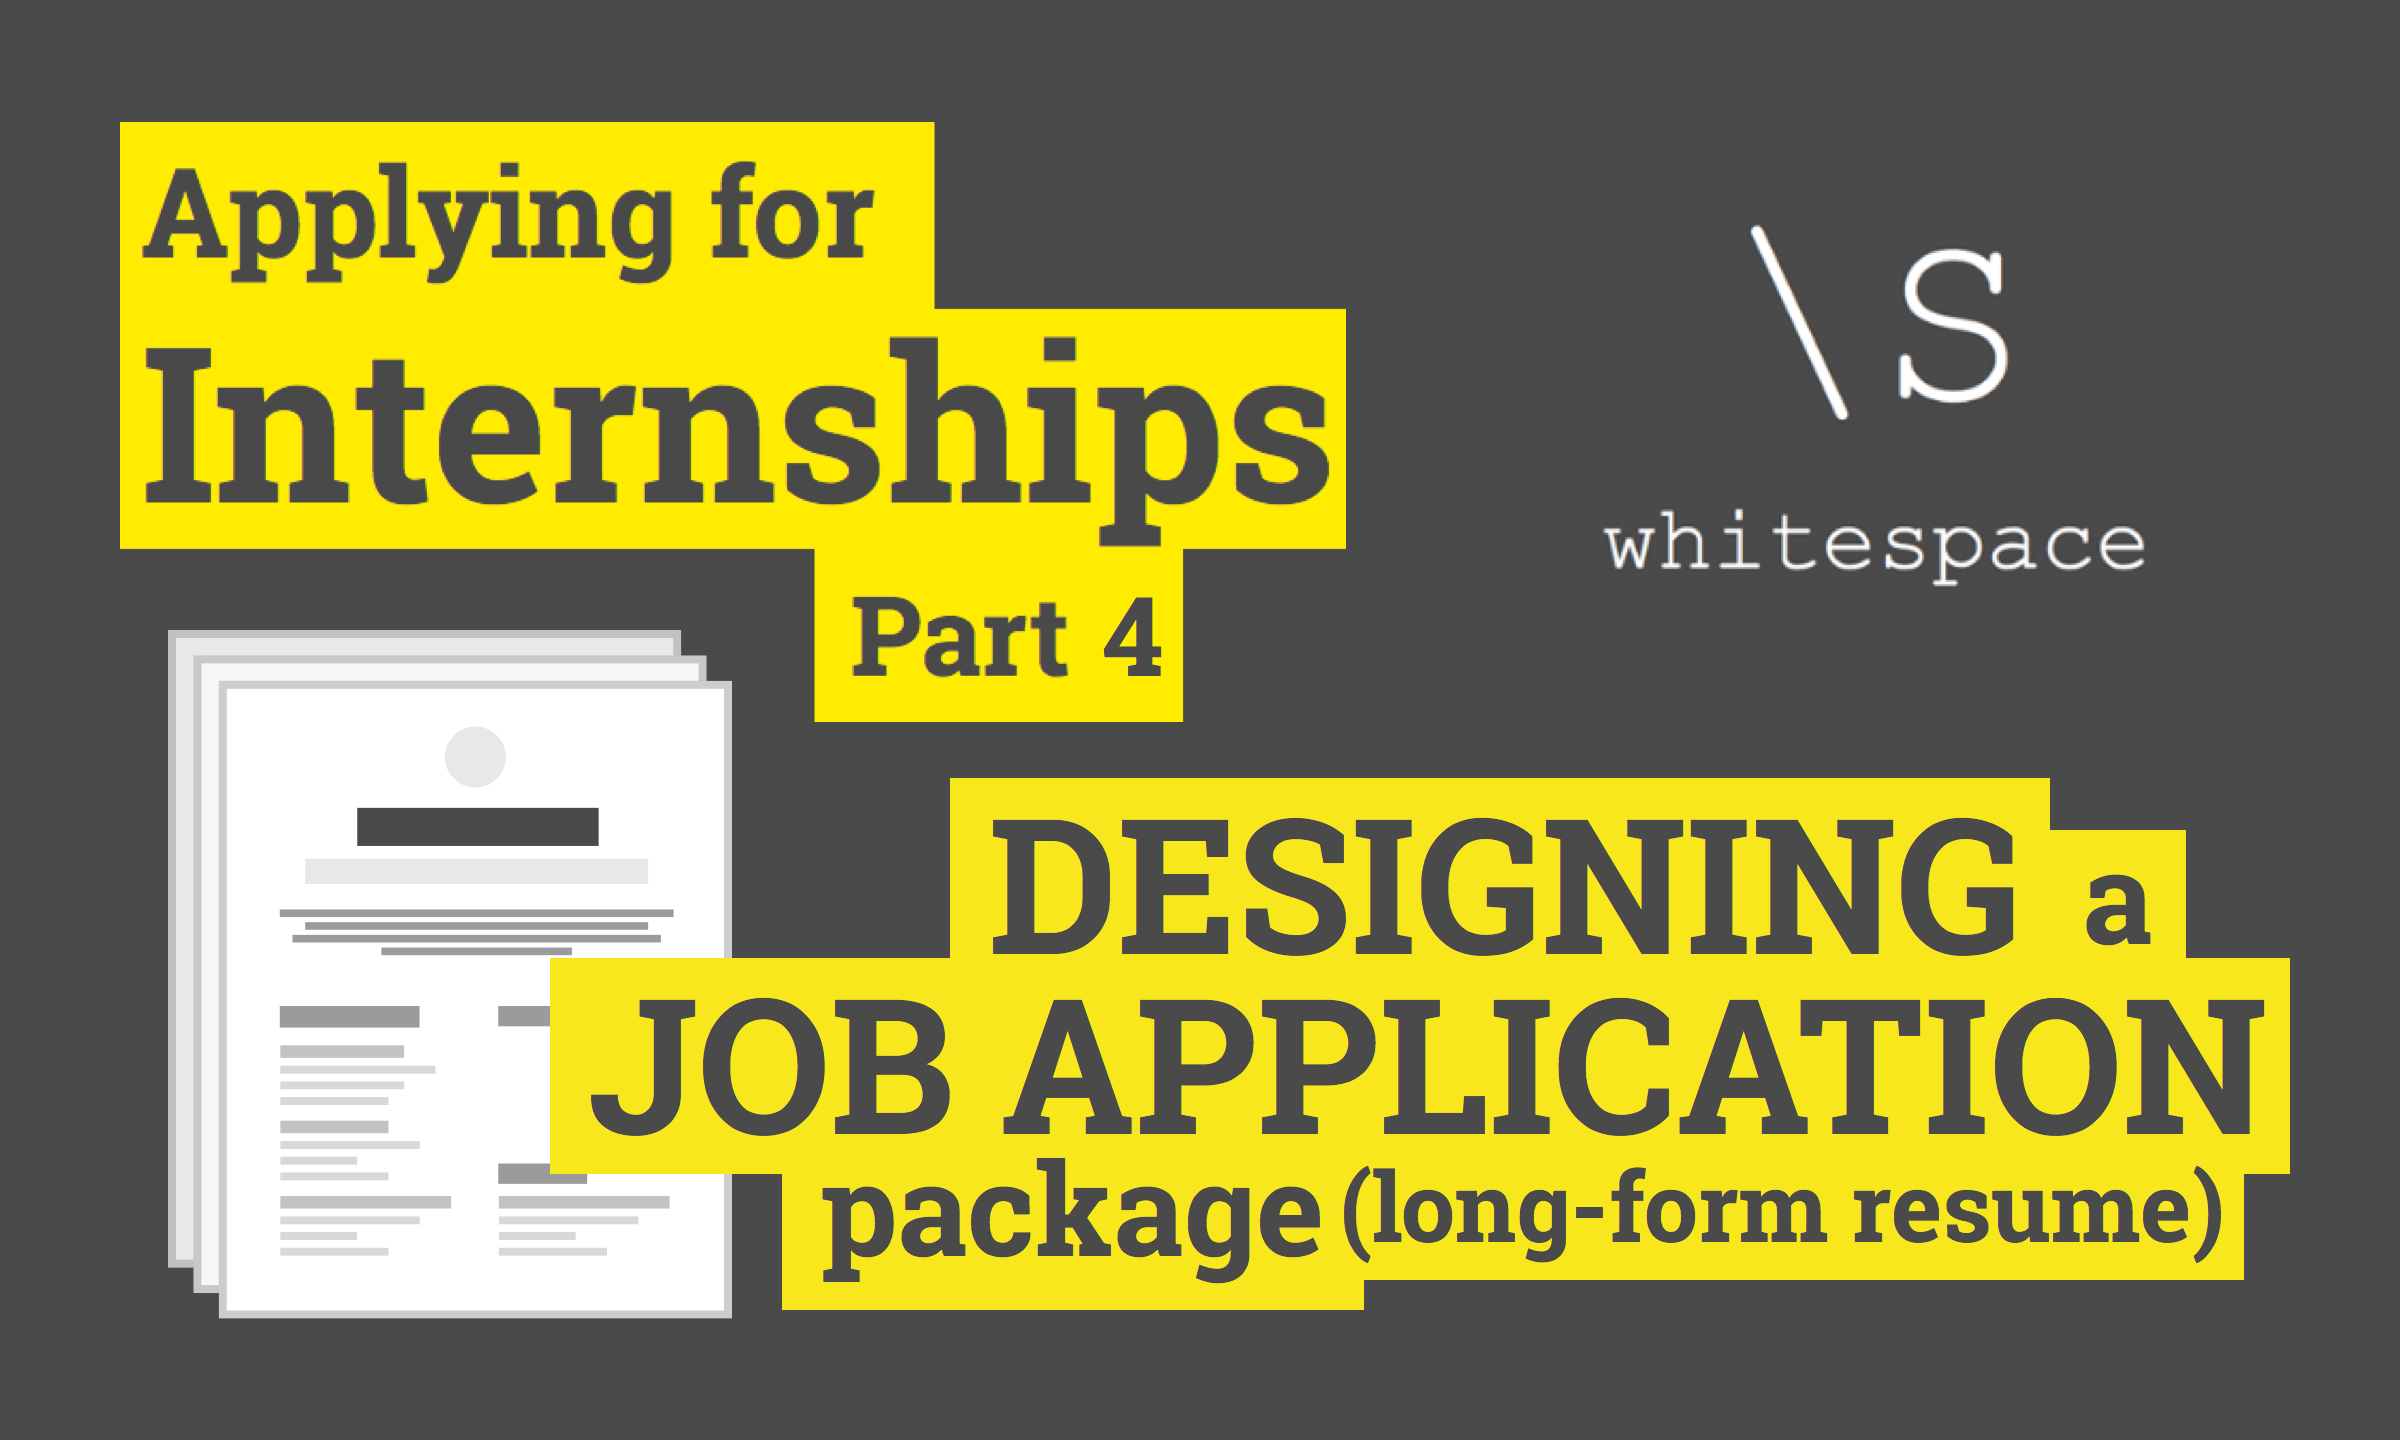 Applying for
Internships
Part 4
\s
whitespace
DESIGNING a
JOB APPLICATION
package (long-form resume)